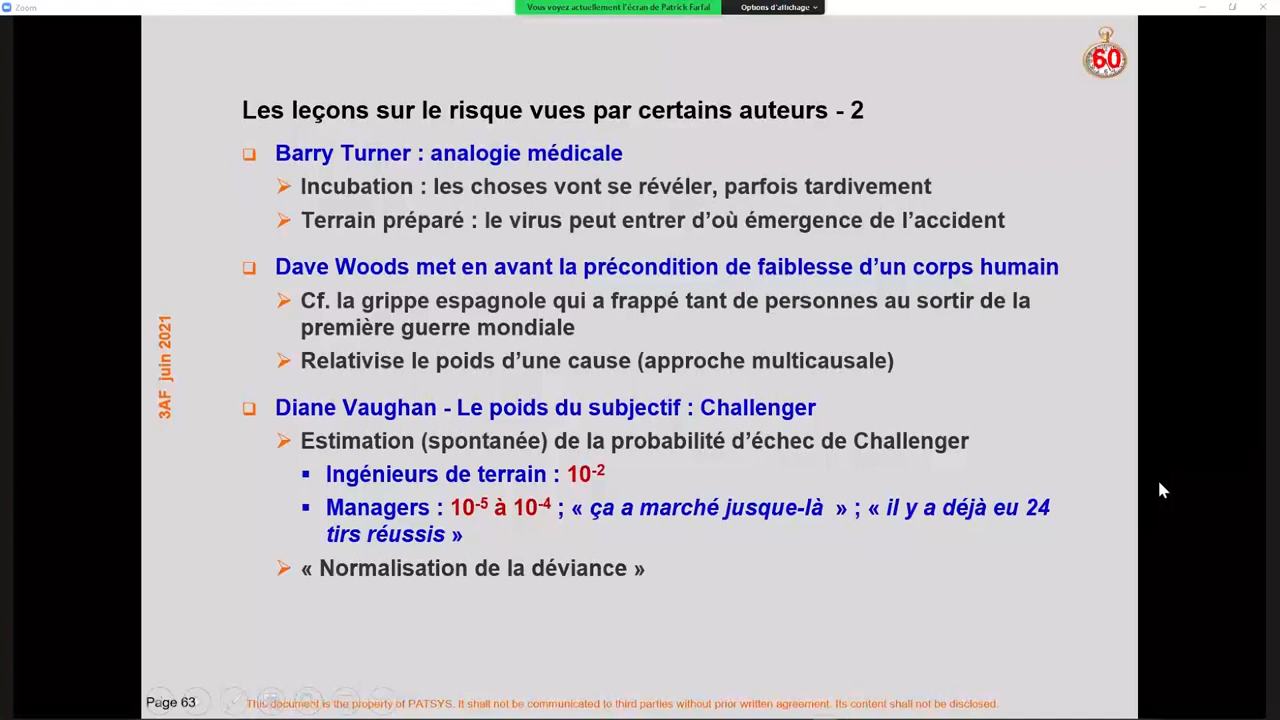 Zoom
Vous voyez actuellement l'écran de Patrick Farfal
Options d'affichage
60
Les leçons sur le risque vues par certains auteurs - 2
Barry Turner : analogie médicale
Incubation : les choses vont se révéler, parfois tardivement
Terrain préparé : le virus peut entrer d'où émergence de l'accident
Dave Woods met en avant la précondition de faiblesse d'un corps humain
Cf. la grippe espagnole qui a frappé tant de personnes au sortir de la
première guerre mondiale
Relativise le poids d'une cause (approche multicausale)
Diane Vaughan - Le poids du subjectif : Challenger
Estimation (spontanée) de la probabilité d'échec de Challenger
Ingénieurs de terrain : 10⁻²
Managers : 10⁻⁵ à 10⁻⁴ ; « ça a marché jusque-là » ; « il y a déjà eu 24
tirs réussis »
« Normalisation de la déviance »
3AF juin 2021
Page 63
This document is the property of PATSYS. It shall not be communicated to third parties without prior written agreement. Its content shall not be disclosed.